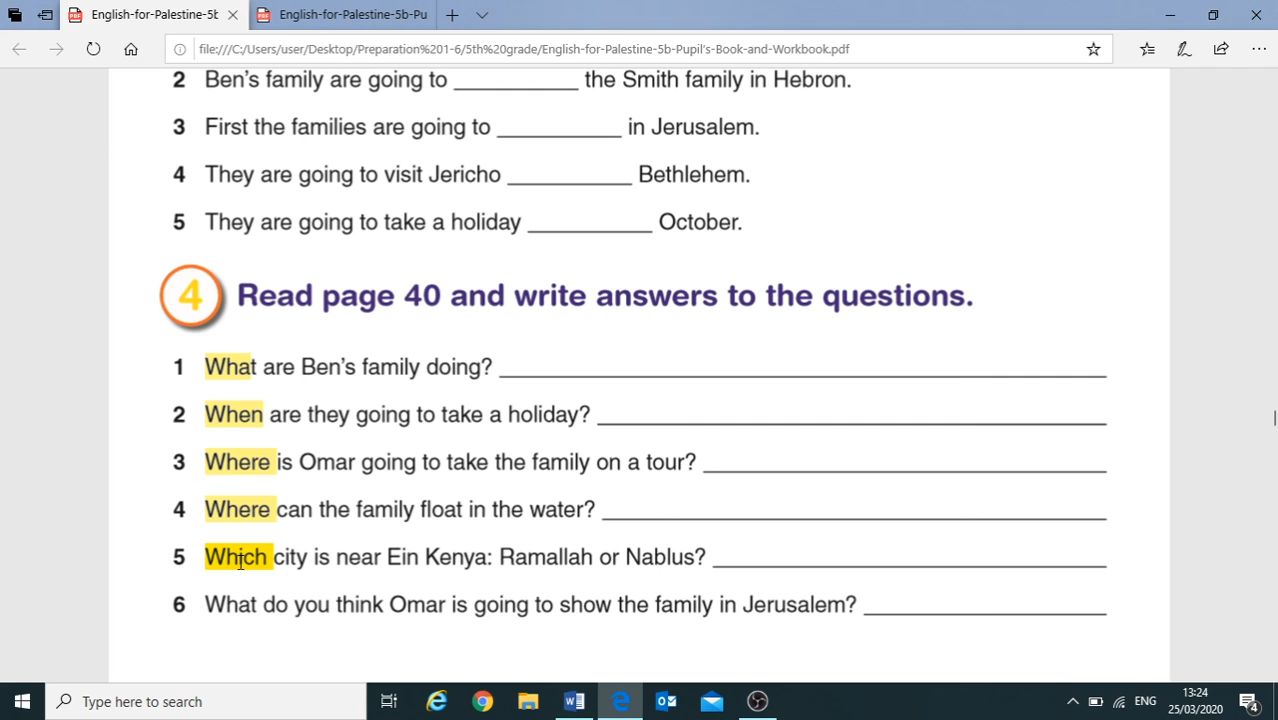 English-for-Palestine-5b
English-for-Palestine-5b-Pu
file:///C:/Users/user/Desktop/Preparation%201-6/5th%20grade/English-for-Palestine-5b-Pupil's-Book-and-Workbook.pdf
2 Ben's family are going to ___________ the Smith family in Hebron.
3 First the families are going to ___________ in Jerusalem.
4 They are going to visit Jericho ___________ Bethlehem.
5 They are going to take a holiday ___________ October.
4 Read page 40 and write answers to the questions.
1 What are Ben's family doing?
2 When are they going to take a holiday?
3 Where is Omar going to take the family on a tour?
4 Where can the family float in the water?
5 Which city is near Ein Kenya: Ramallah or Nablus?
6 What do you think Omar is going to show the family in Jerusalem?
Type here to search
ENG
13:24
25/03/2020
4